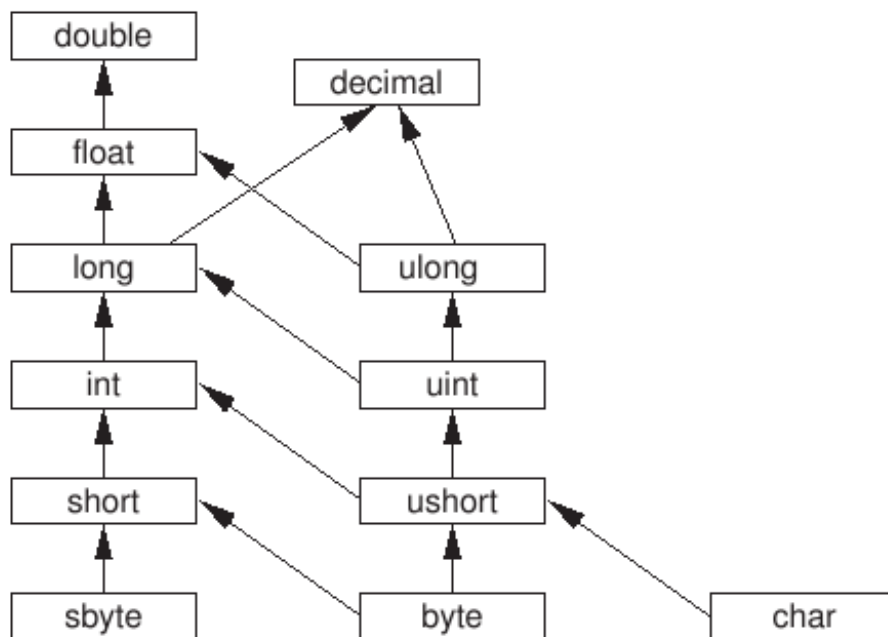 double
decimal
float
long
ulong
int
uint
short
ushort
sbyte
byte
char